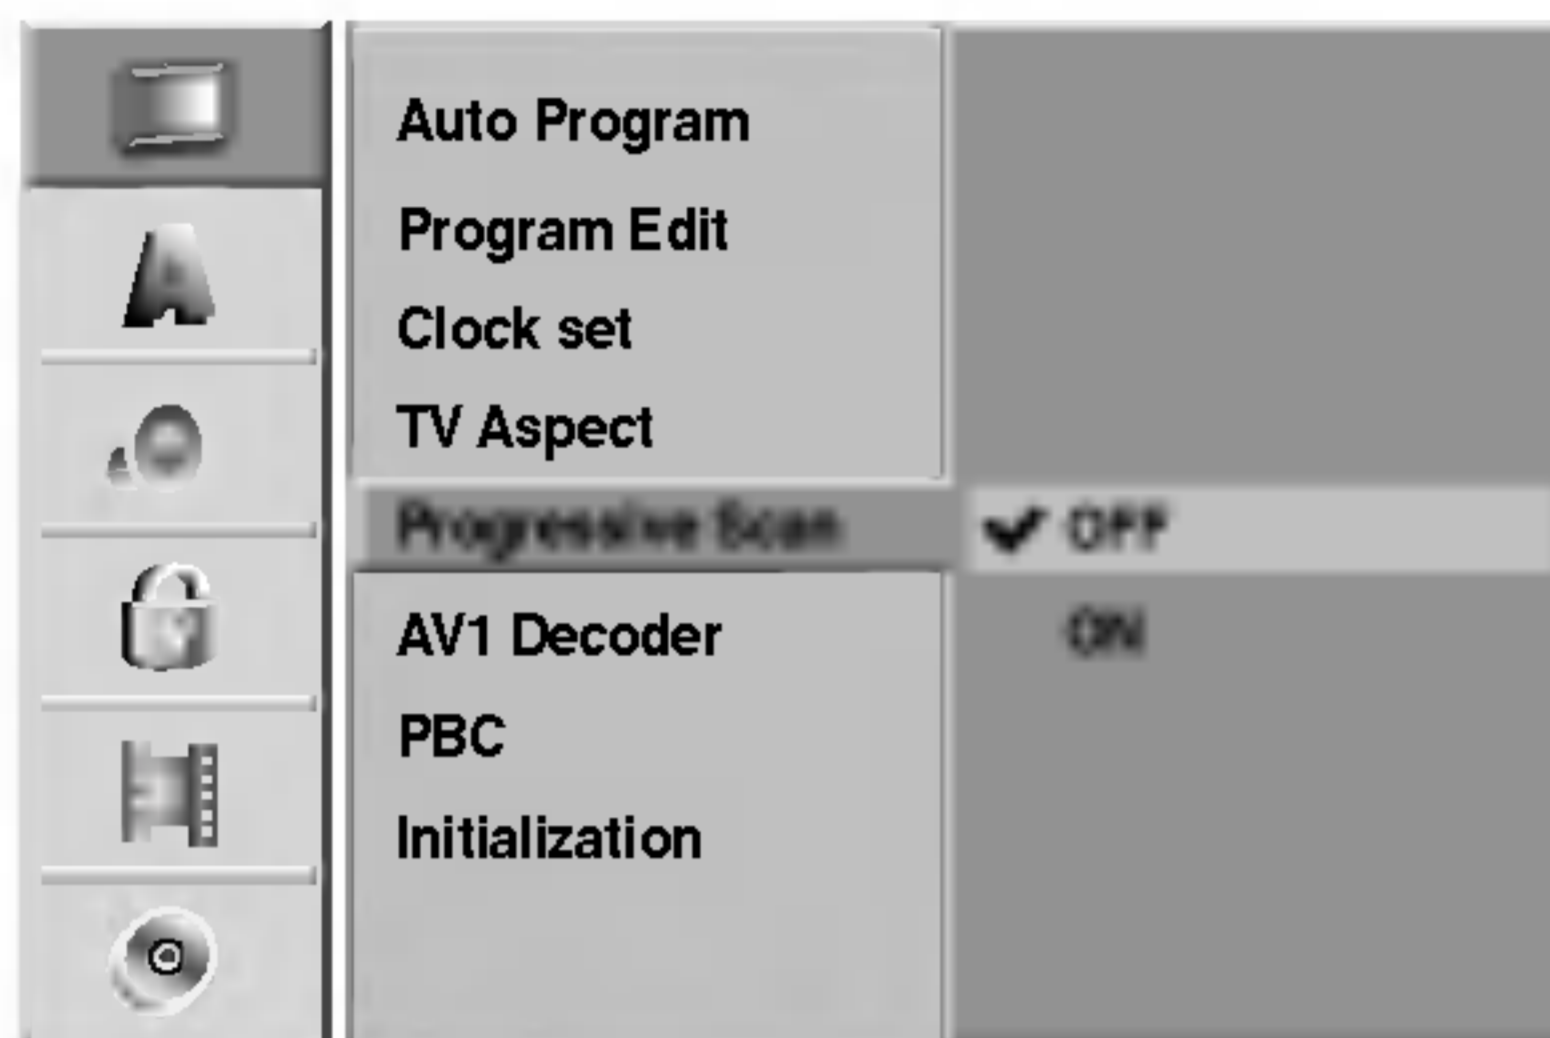 Auto Program
Program Edit
Clock set
TV Aspect
Progressive Scan
OFF
ON
AV1 Decoder
PBC
Initialization